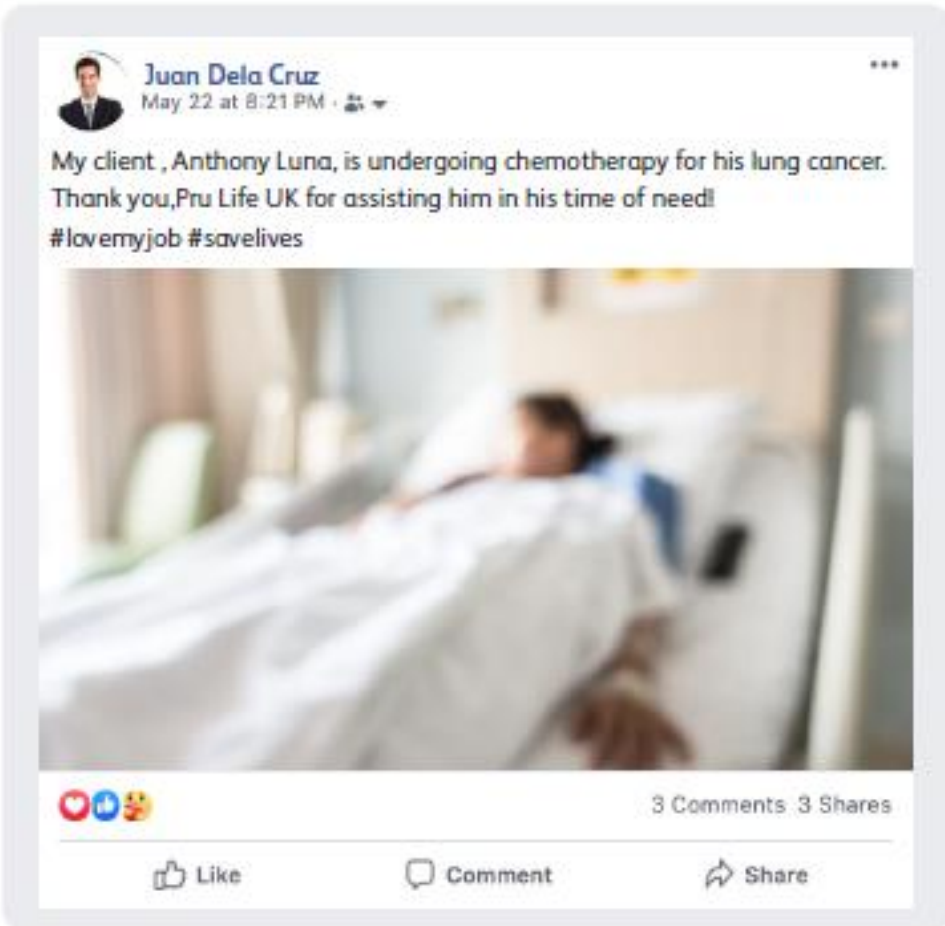 Juan Dela Cruz
May 22 at 8:21 PM ·
My client , Anthony Luna, is undergoing chemotherapy for his lung cancer.
Thank you,Pru Life UK for assisting him in his time of need!
#lovemyjob #savelives
3 Comments 3 Shares
Like Comment Share